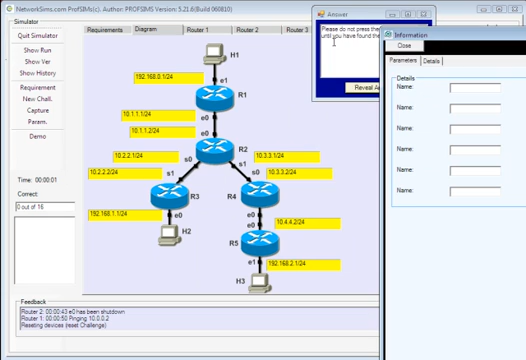 NetworkSims.com ProfSIMs(c). Author: PROFSIMS Version: 5.21.6(Build 060810)
Simulator
Quit Simulator
Show Run
Show Ver
Show History
Requirement
New Chall.
Capture
Param.
Demo
Time: 00:00:01
Correct:
0 out of 16
Requirements
Diagram
Router 1
Router 2
Router 3
H1
192.168.0.1/24
e1
R1
10.1.1.1/24
e0
10.1.1.2/24
e0
R2
10.2.2.1/24
s0
s1
10.3.3.1/24
10.2.2.2/24
s1
s0
10.3.3.2/24
R3
R4
192.168.1.1/24
e0
e0
10.4.4.2/24
H2
e0
R5
e1
192.168.2.1/24
H3
Feedback
Router 2: 00:00:43 e0 has been shutdown
Router 1: 00:00:50 Pinging 10.0.0.2
Reseting devices (reset Challenge)
Answer
Please do not press the
until you have found the
Reveal
Information
Close
Parameters
Details
Details
Name:
Name:
Name:
Name:
Name:
Name: